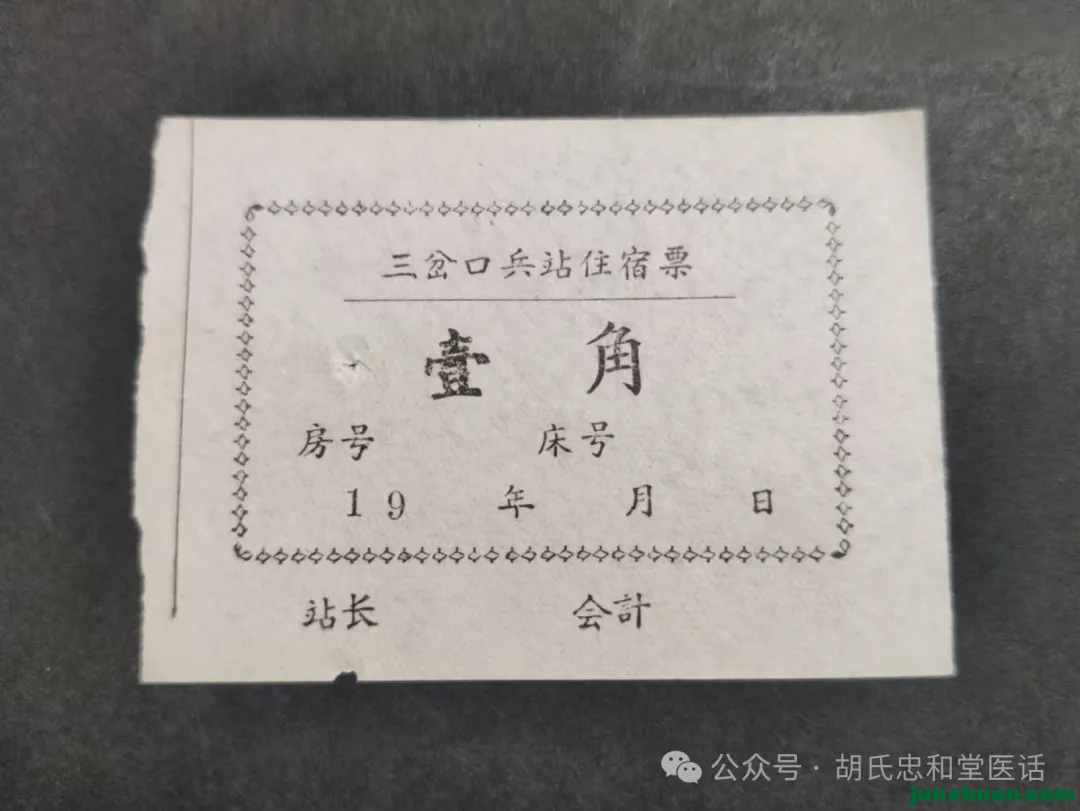 三岔口兵站住宿票
壹 角
房号 床号
19 年 月 日
站长 会計
公众号·胡氏忠和堂医话
junzhuan.com